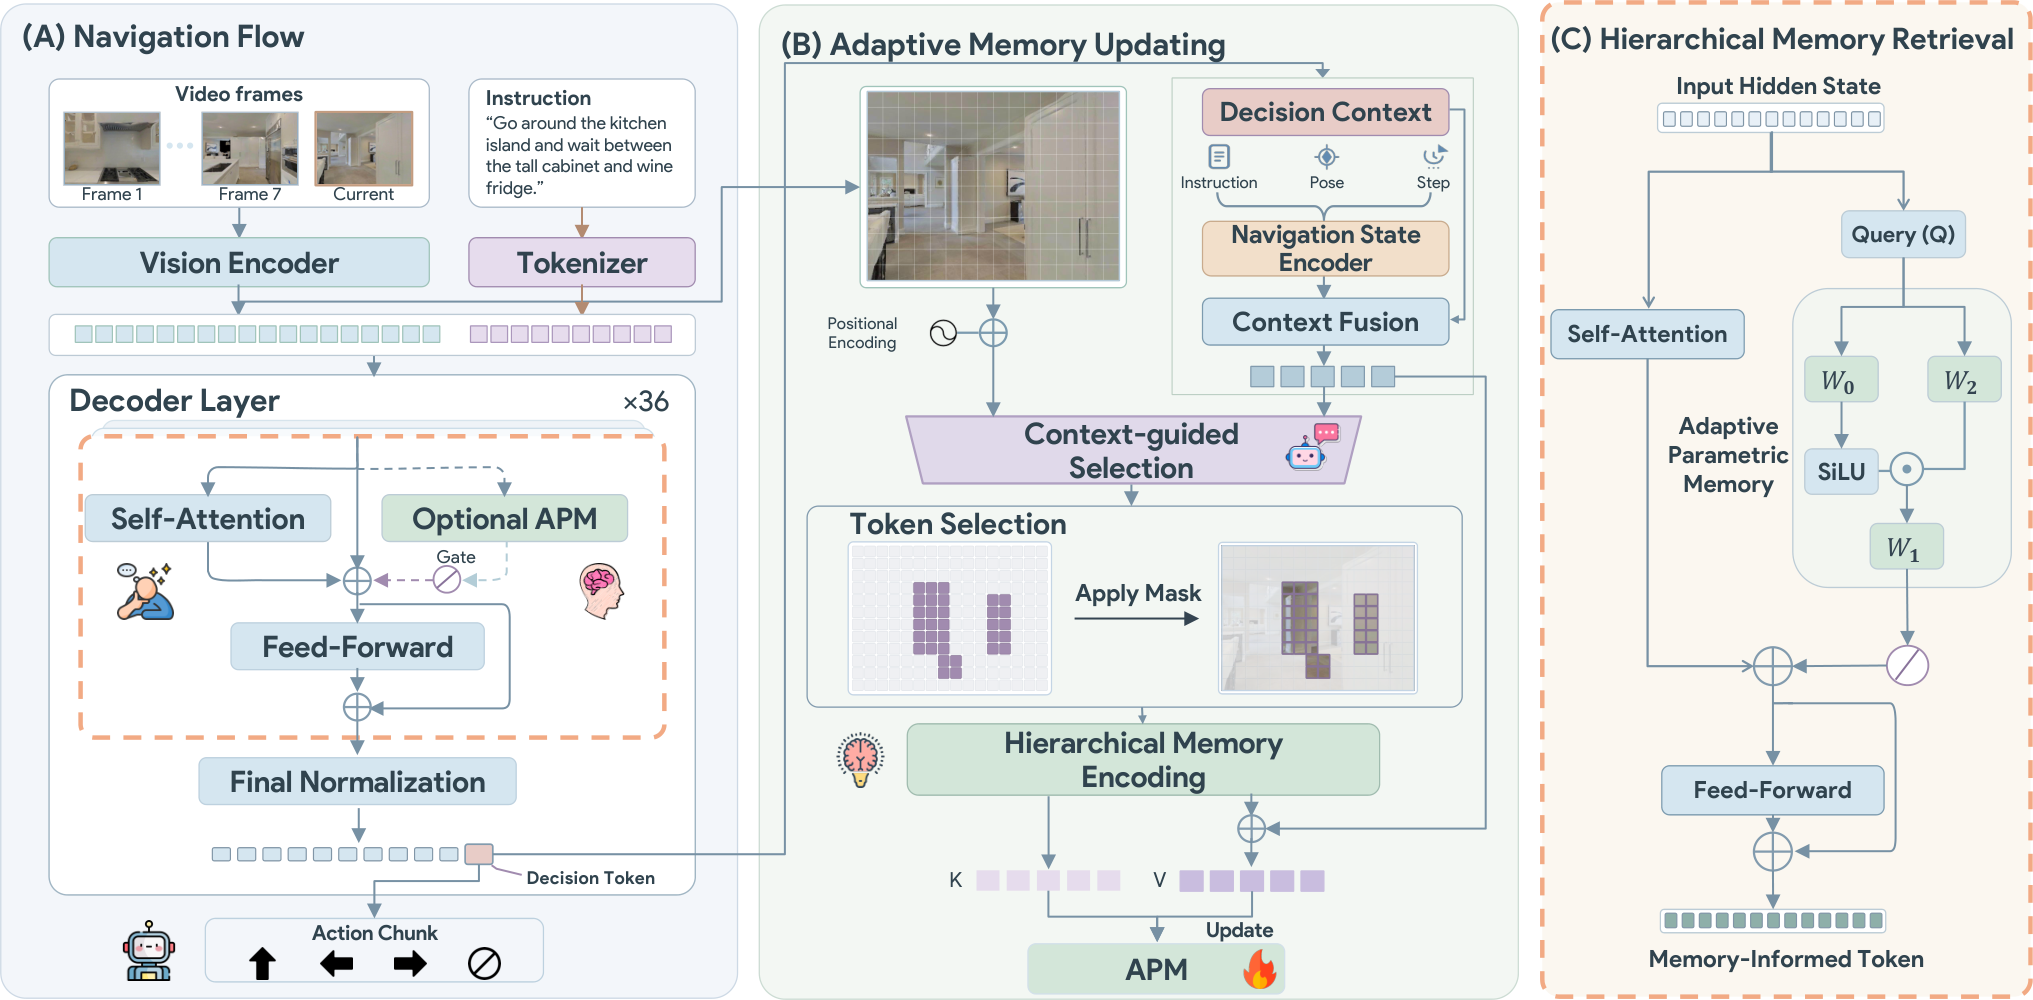 (A) Navigation Flow
Video frames
Frame 1
Frame 7
Current
Instruction
“Go around the kitchen
island and wait between
the tall cabinet and wine
fridge.”
Vision Encoder
Tokenizer
Decoder Layer
×36
Self-Attention
Optional APM
Gate
Feed-Forward
Final Normalization
Decision Token
Action Chunk
(B) Adaptive Memory Updating
Decision Context
Instruction
Pose
Step
Navigation State
Encoder
Context Fusion
Positional
Encoding
Context-guided
Selection
Token Selection
Apply Mask
Hierarchical Memory
Encoding
K
V
Update
APM
(C) Hierarchical Memory Retrieval
Input Hidden State
Query (Q)
Self-Attention
W0
W2
Adaptive
Parametric
Memory
SiLU
W1
Feed-Forward
Memory-Informed Token